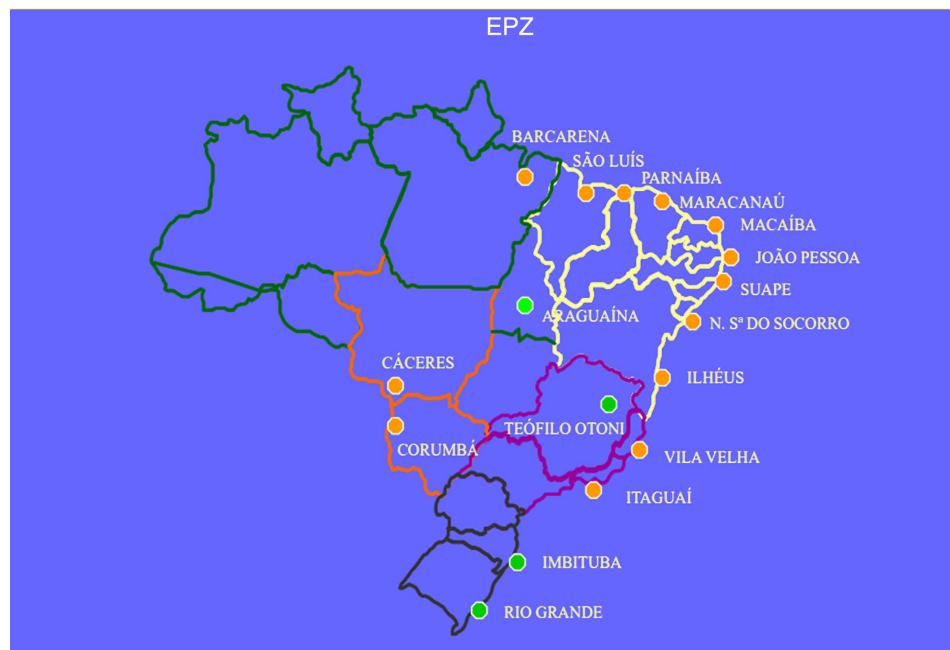 EPZ
BARCARENA
SÃO LUÍS
PARNAÍBA
MARACANAÚ
MACAÍBA
JOÃO PESSOA
SUAPE
ARAGUAÍNA
N. Sª DO SOCORRO
CÁCERES
ILHÉUS
TEÓFILO OTONI
CORUMBÁ
VILA VELHA
ITAGUAÍ
IMBITUBA
RIO GRANDE